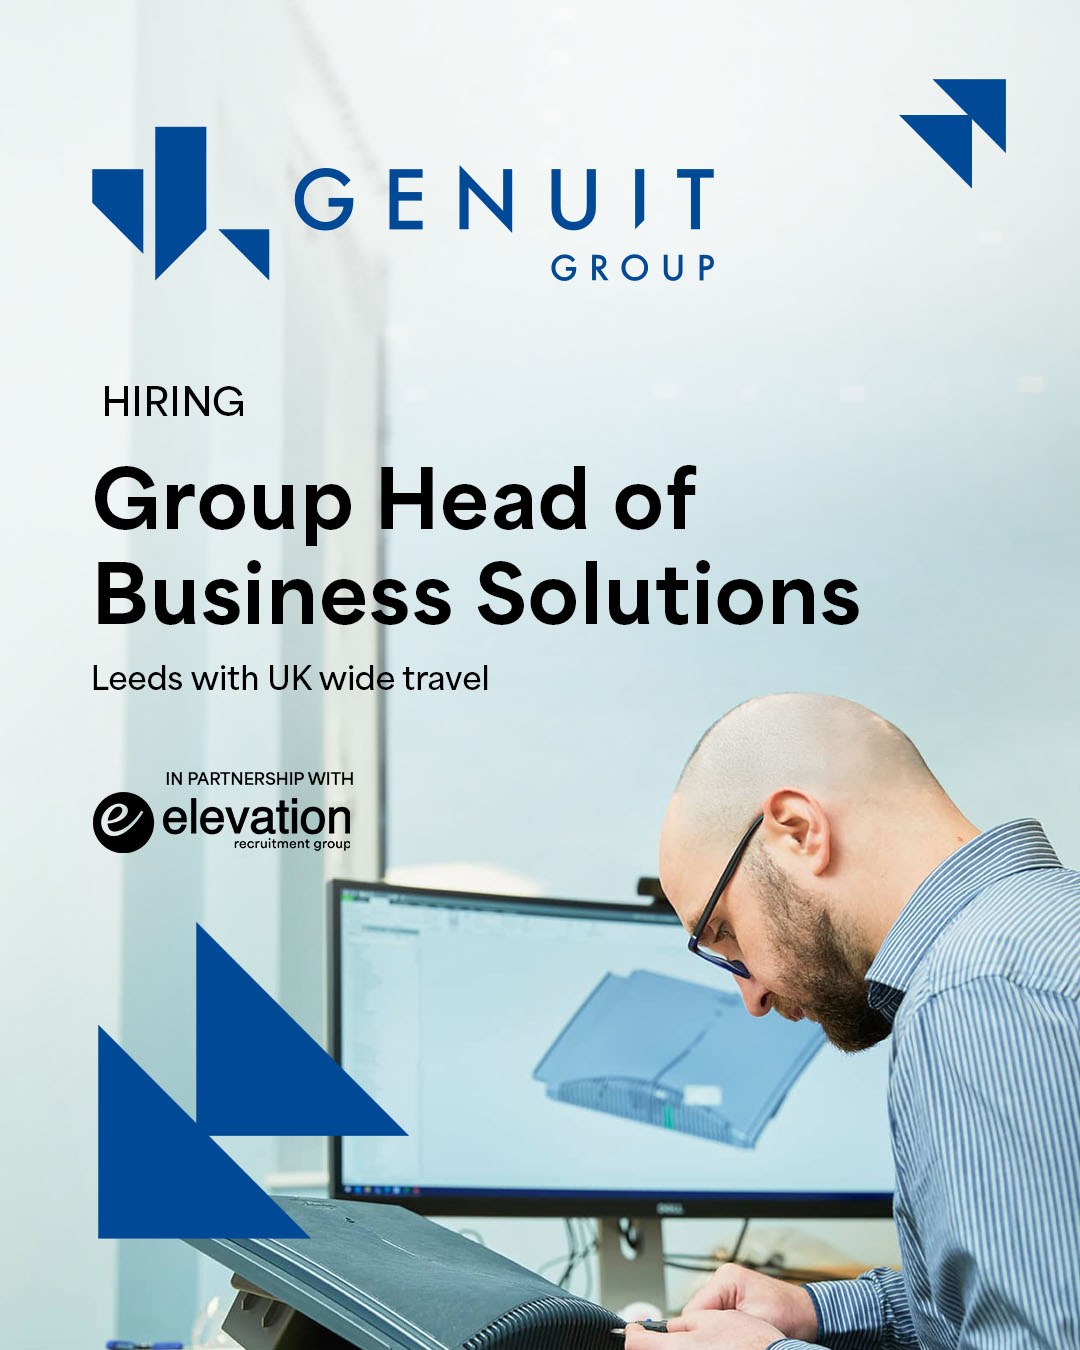 GENUIT
GROUP
HIRING
Group Head of
Business Solutions
Leeds with UK wide travel
IN PARTNERSHIP WITH
e elevation
recruitment group
DELL